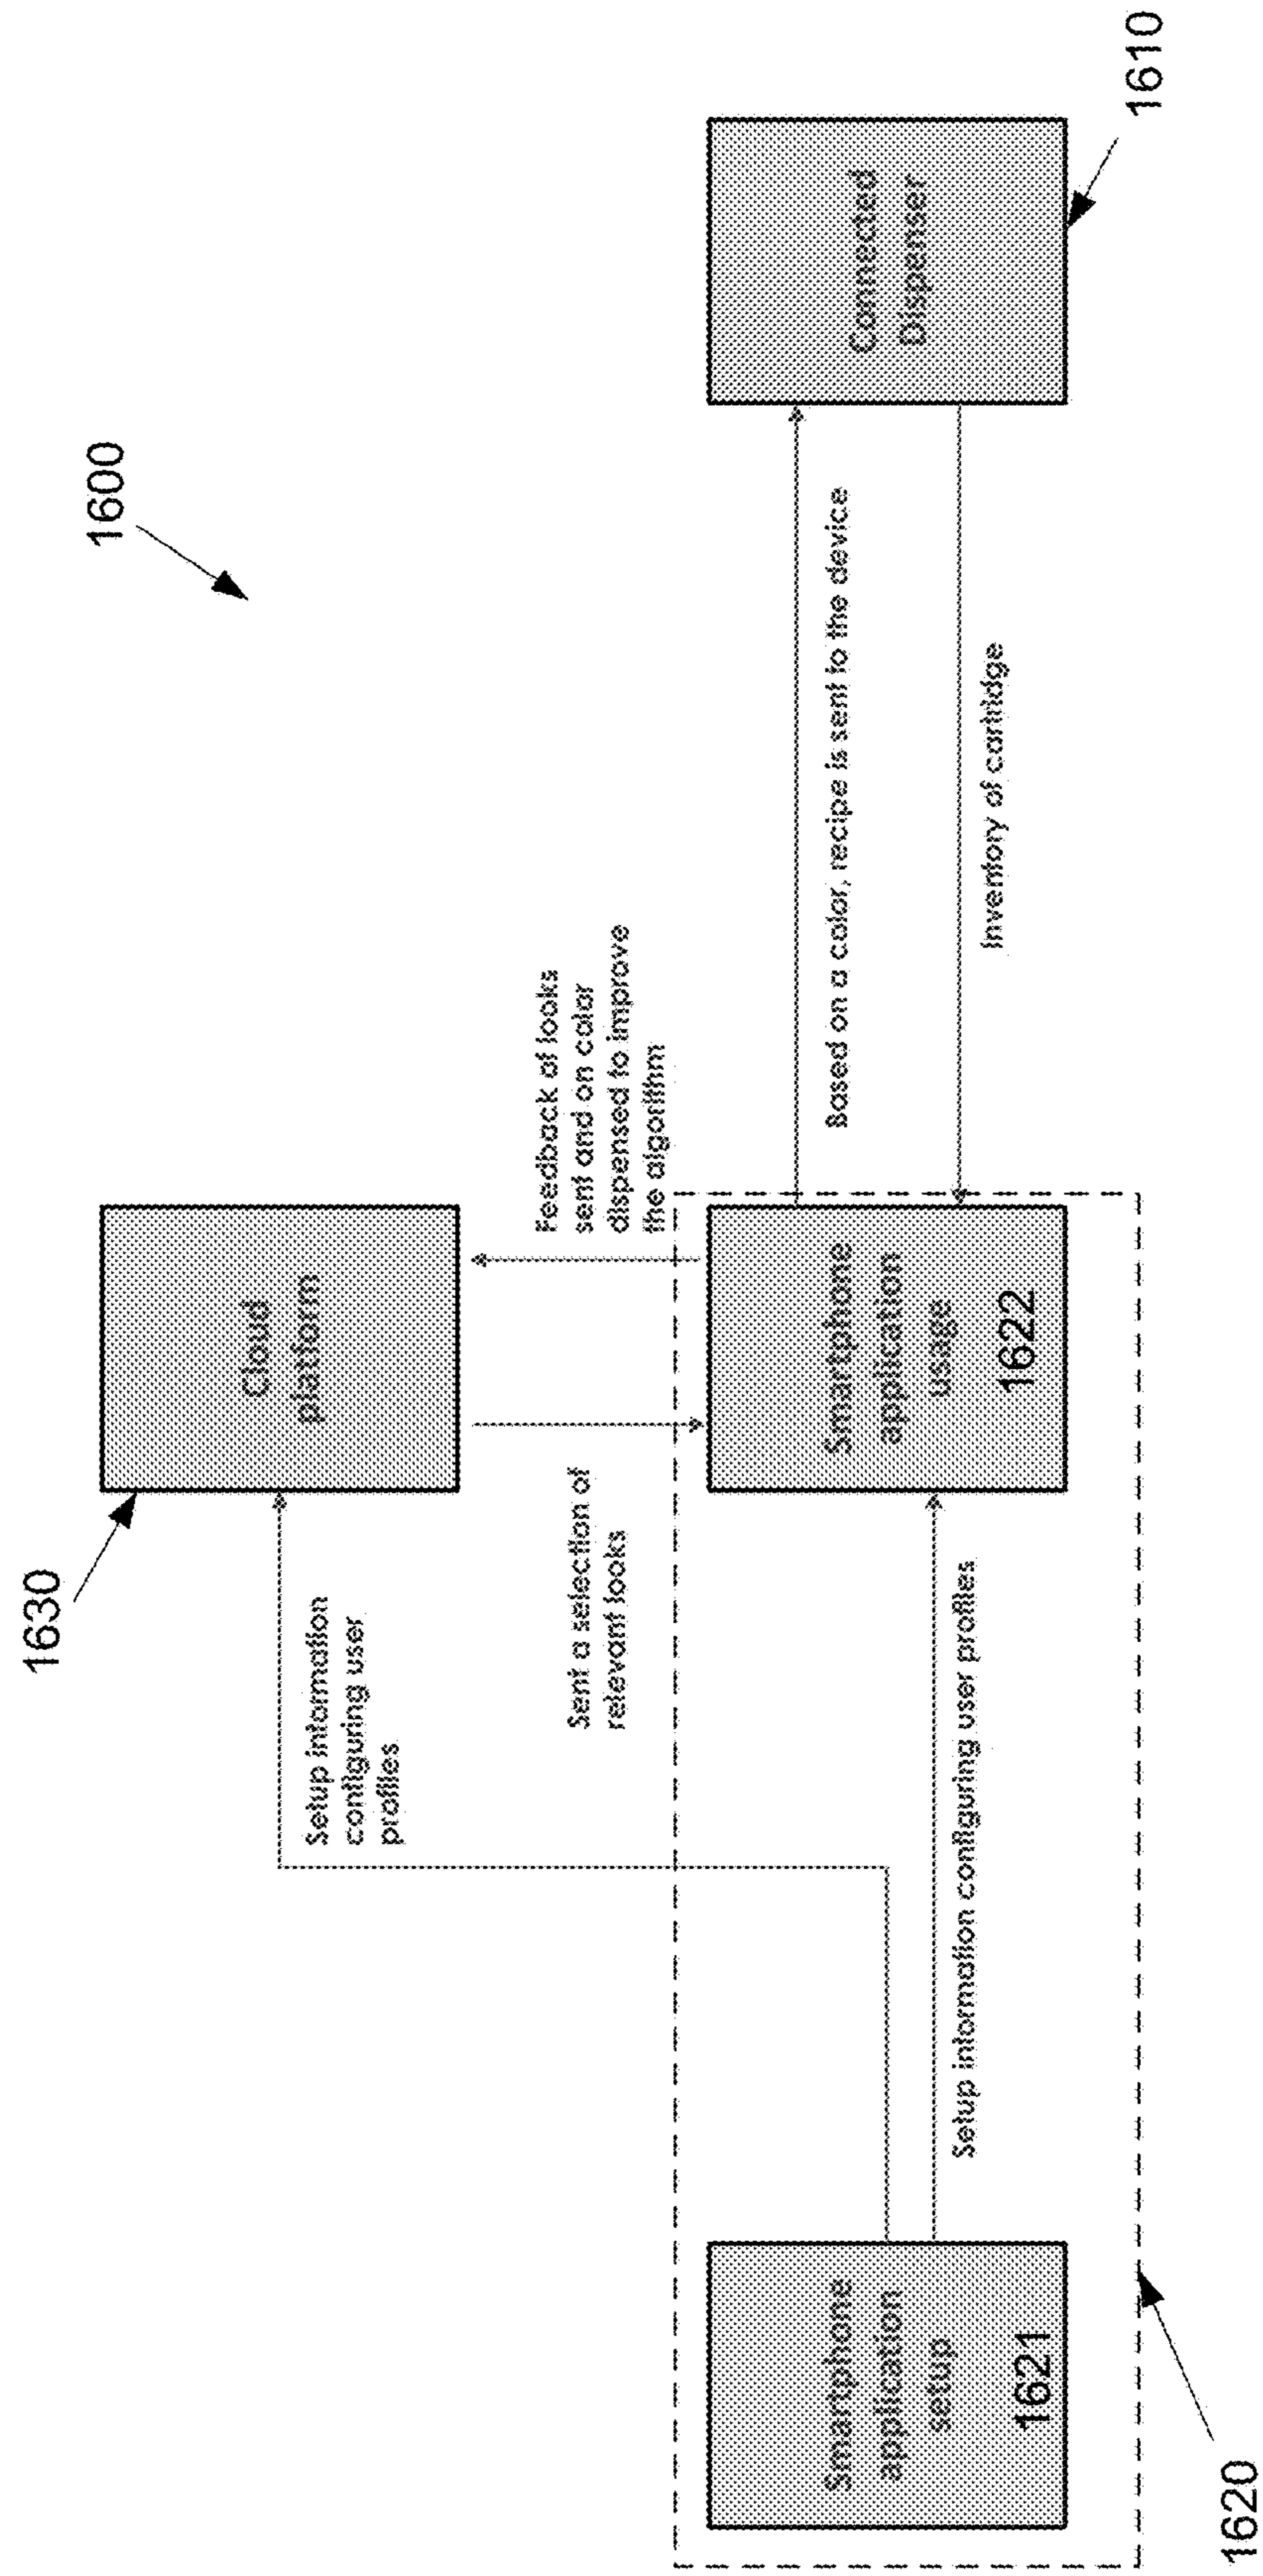 1600
1630
Cloud
platform
Setup information
configuring user
profiles
Sent a selection of
relevant looks
Feedback of looks
sent and on color
dispensed to improve
the algorithm
Smartphone
application
setup
1621
Setup information configuring user profiles
Smartphone
application
usage
1622
Based on a color, recipe is sent to the device
Inventory of cartridge
Connected
Dispenser
1610
1620